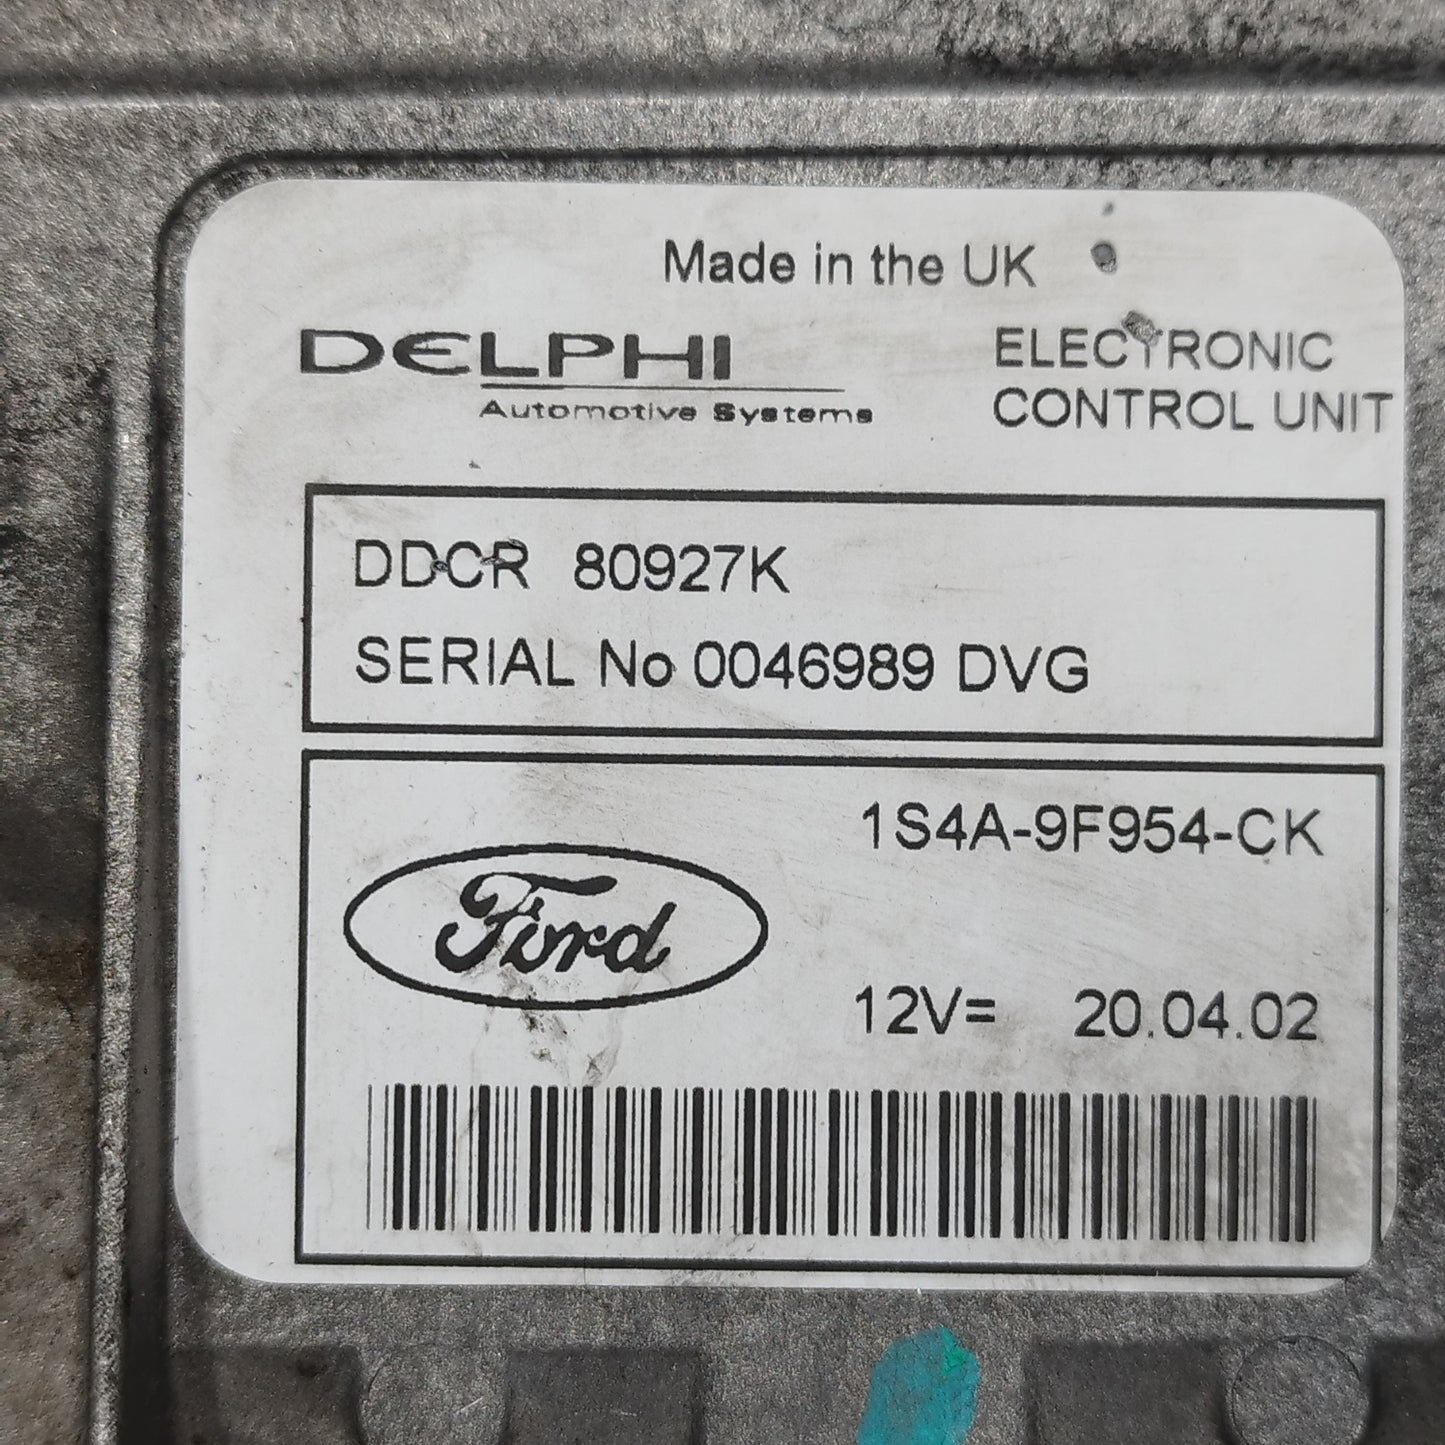 Made in the UK
DELPHI
Automotive Systems
ELECTRONIC
CONTROL UNIT
DDCR 80927K
SERIAL No 0046989 DVG
1S4A-9F954-CK
Ford
12V= 20.04.02